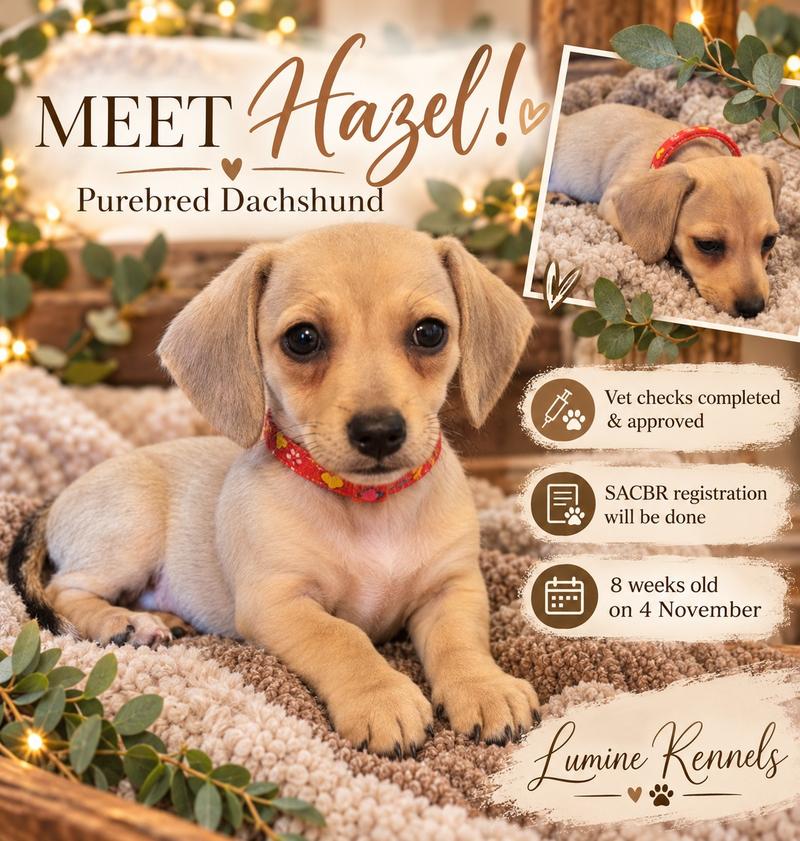 MEET Hazel!
Purebred Dachshund
Vet checks completed
& approved
SACBR registration
will be done
8 weeks old
on 4 November
Lumine Kennels